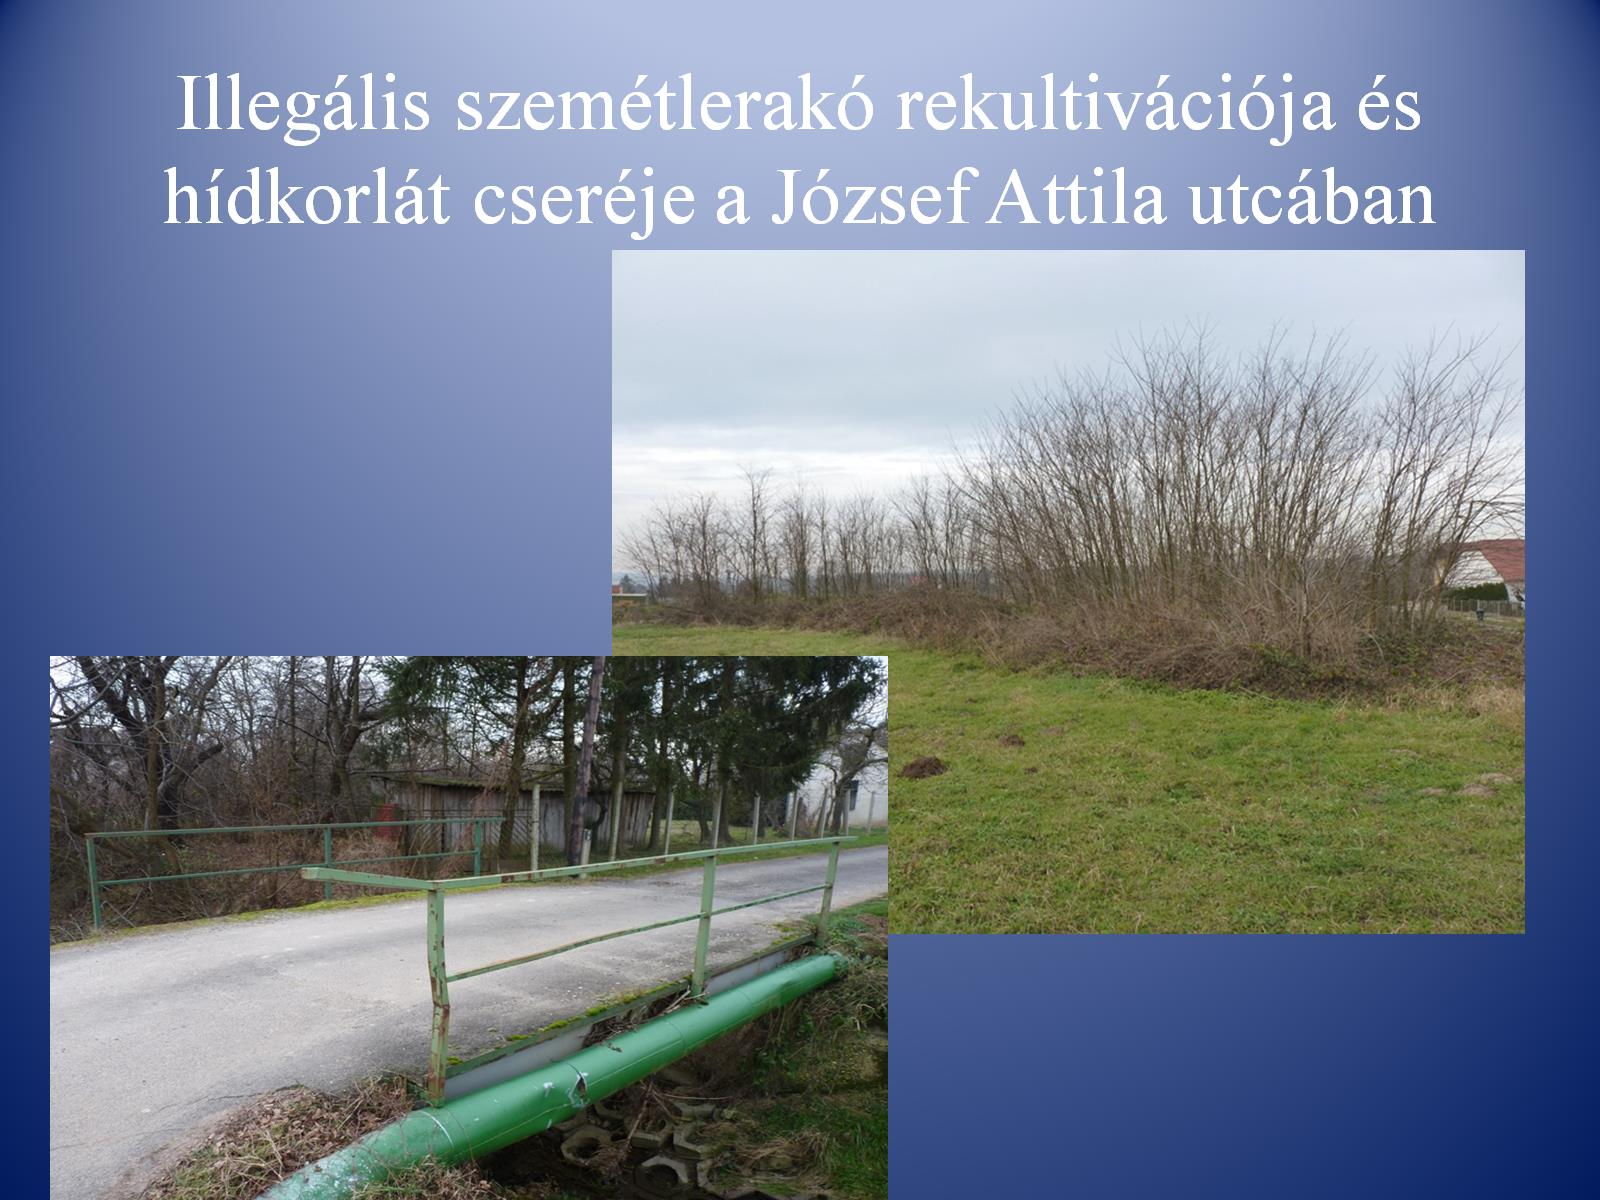 Illegális szemétlerakó rekultivációja és
hídkorlát cseréje a József Attila utcában